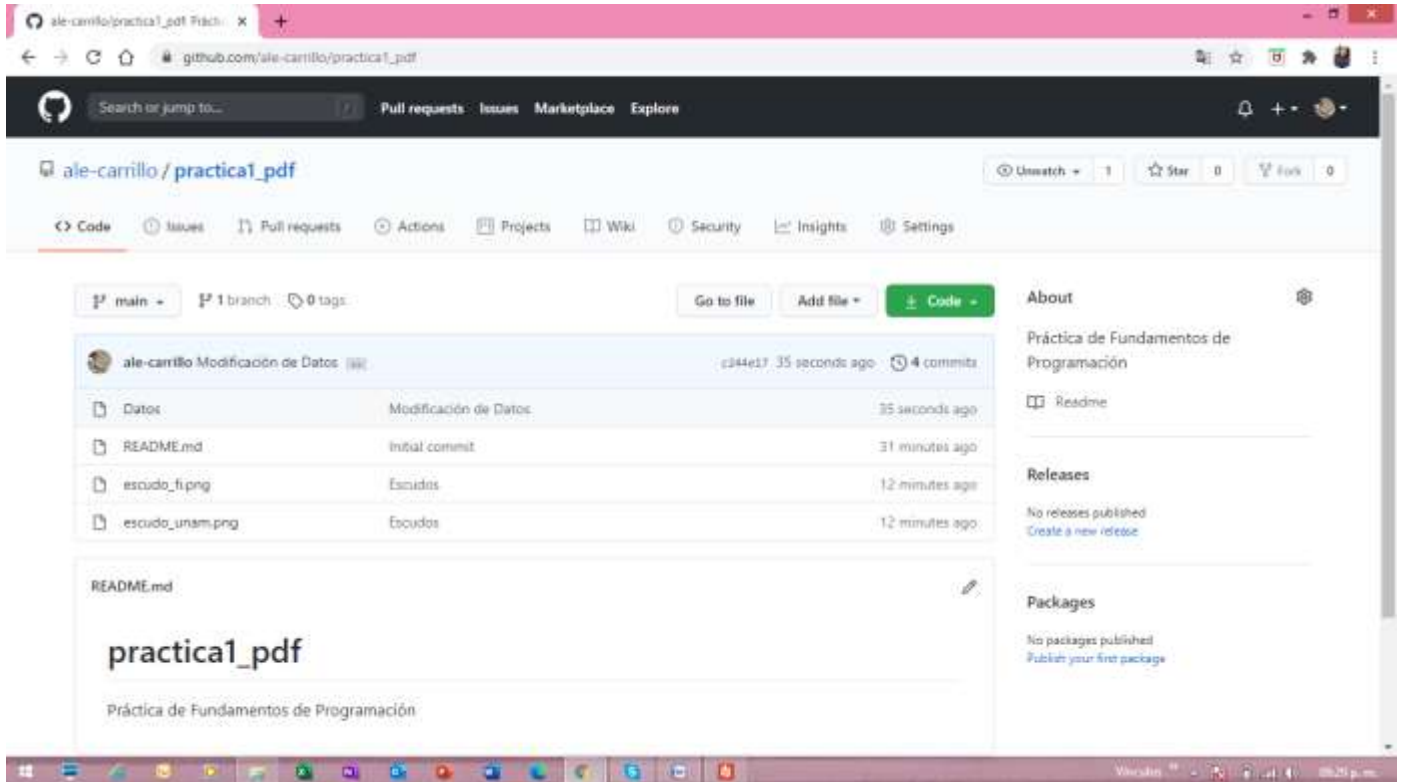 ale-carrillo/practica1_pdf: Práctic
github.com/ale-carrillo/practica1_pdf
Search or jump to... /
Pull requests Issues Marketplace Explore
ale-carrillo / practica1_pdf
Unwatch 1 Star 0 Fork 0
Code Issues Pull requests Actions Projects Wiki Security Insights Settings
main 1 branch 0 tags Go to file Add file Code
ale-carrillo Modificación de Datos ... c344e17 35 seconds ago 4 commits
Datos Modificación de Datos 35 seconds ago
README.md Initial commit 31 minutes ago
escudo_fi.png Escudos 12 minutes ago
escudo_unam.png Escudos 12 minutes ago
README.md
practica1_pdf
Práctica de Fundamentos de Programación
About
Práctica de Fundamentos de
Programación
Readme
Releases
No releases published
Create a new release
Packages
No packages published
Publish your first package
Vínculos